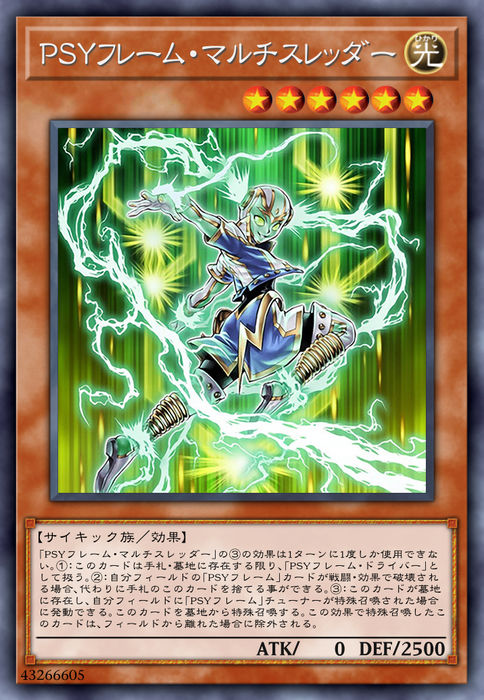 PSYフレーム・マルチスレッダー
ひかり
光
【サイキック族／効果】
「PSYフレーム・マルチスレッダー」の③の効果は1ターンに1度しか使用できな
い。①：このカードは手札・墓地に存在する限り、「PSYフレーム・ドライバー」とし
て扱う。②：自分フィールドの「PSYフレーム」カードが戦闘・効果で破壊され
る場合、代わりに手札のこのカードを捨てる事ができる。③：このカードが墓
地に存在し、自分フィールドに「PSYフレーム」チューナーが特殊召喚された場合
に発動できる。このカードを墓地から特殊召喚する。この効果で特殊召喚したこ
のカードは、フィールドから離れた場合に除外される。
ATK/ 0 DEF/2500
43266605